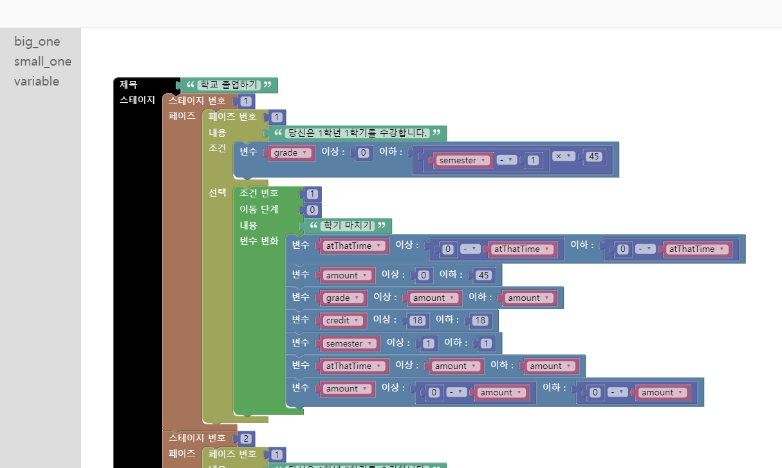 big_one
small_one
variable
제목 “ 학교 졸업하기 ”
스테이지 스테이지 번호 1
페이즈 페이즈 번호 1
내용 “ 당신은 1학년 1학기를 수강합니다. ”
조건 변수 grade 이상 : 0 이하 : semester - 1 × 45
선택 조건 번호 1
이동 단계 0
내용 “ 학기 마치기 ”
변수 변화 변수 atThatTime 이상 : 0 - atThatTime 이하 : 0 - atThatTime
변수 amount 이상 : 0 이하 : 45
변수 grade 이상 : amount 이하 : amount
변수 credit 이상 : 18 이하 : 18
변수 semester 이상 : 1 이하 : 1
변수 atThatTime 이상 : amount 이하 : amount
변수 amount 이상 : 0 - amount 이하 : 0 - amount
스테이지 번호 2
페이즈 페이즈 번호 1